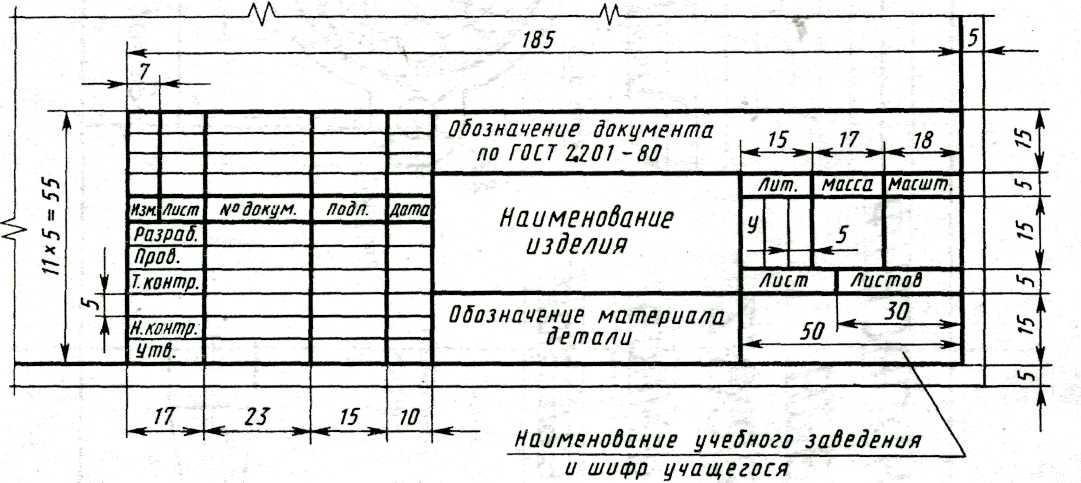 185
5
7
Обозначение документа
по ГОСТ 2.201-80
15
17
18
15
Лит.
Масса
Масшт.
5
11×5=55
Изм.
Лист
№ докум.
Подп.
Дата
Наименование
изделия
У
5
15
Разраб.
Пров.
Т.контр.
Лист
Листов
5
5
Н.контр.
Утв.
Обозначение материала
детали
30
50
15
5
17
23
15
10
Наименование учебного заведения
и шифр учащегося